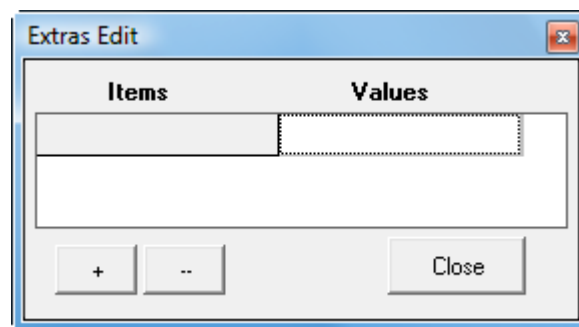 Extras Edit
Items Values
+ -- Close